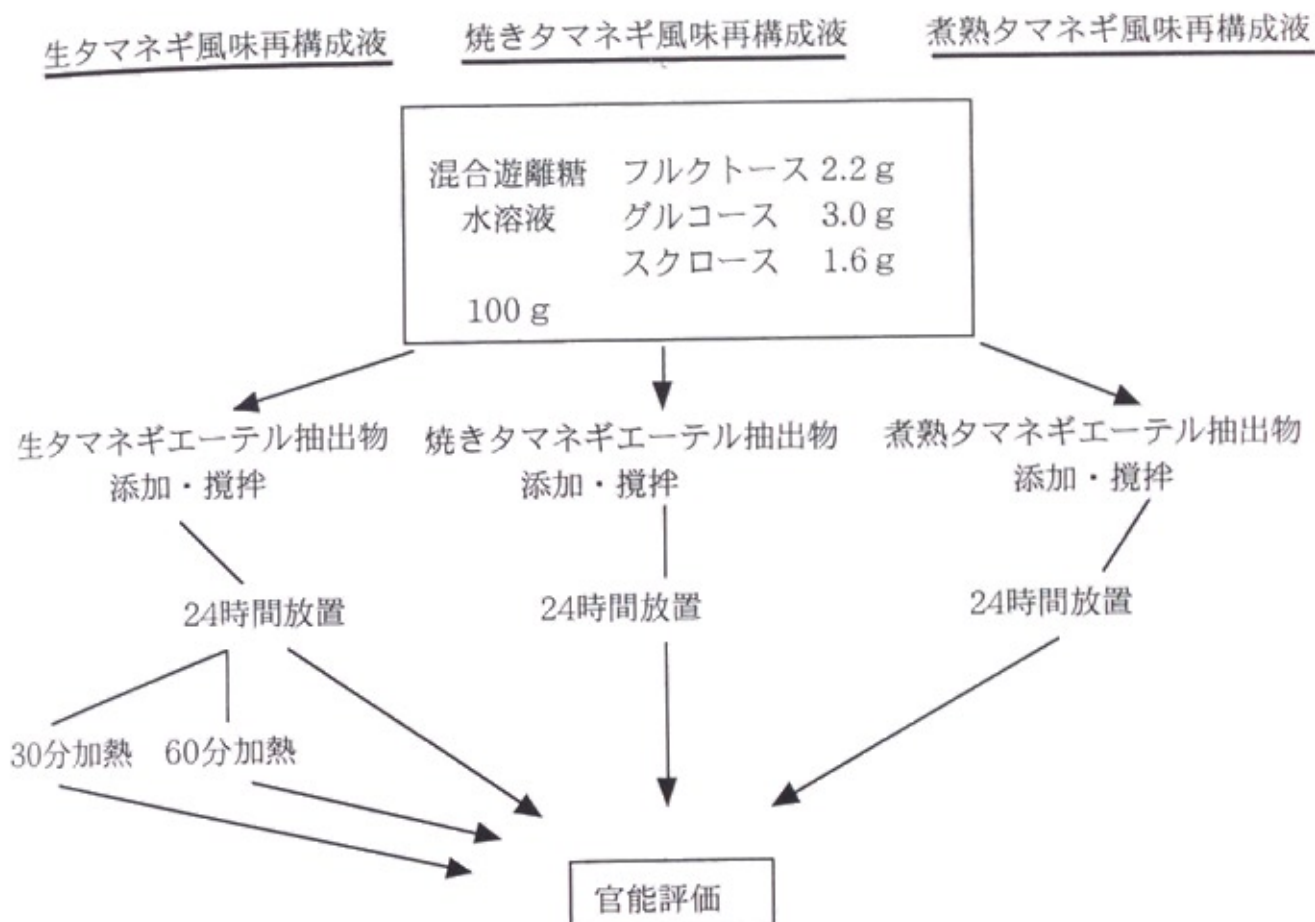 生タマネギ風味再構成液 焼きタマネギ風味再構成液 煮熟タマネギ風味再構成液
混合遊離糖 フルクトース 2.2 g
水溶液 グルコース 3.0 g
スクロース 1.6 g
100 g
生タマネギエーテル抽出物 焼きタマネギエーテル抽出物 煮熟タマネギエーテル抽出物
添加・撹拌 添加・撹拌 添加・撹拌
24時間放置 24時間放置 24時間放置
30分加熱 60分加熱
官能評価